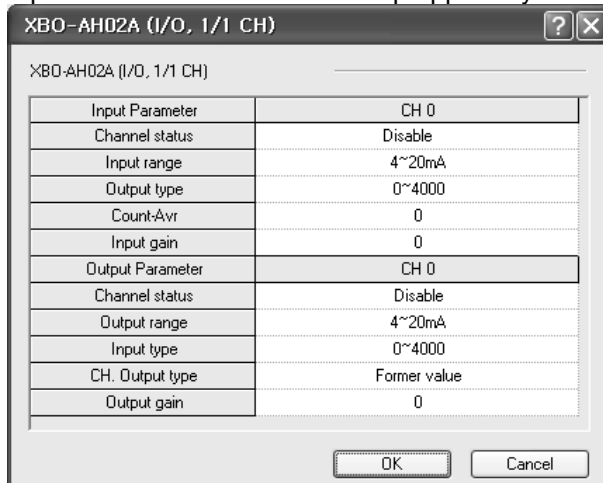 XBO-AH02A (I/O, 1/1 CH)
XBO-AH02A (I/O, 1/1 CH)
Input Parameter CH 0
Channel status Disable
Input range 4~20mA
Output type 0~4000
Count-Avr 0
Input gain 0
Output Parameter CH 0
Channel status Disable
Output range 4~20mA
Input type 0~4000
CH. Output type Former value
Output gain 0
OK Cancel